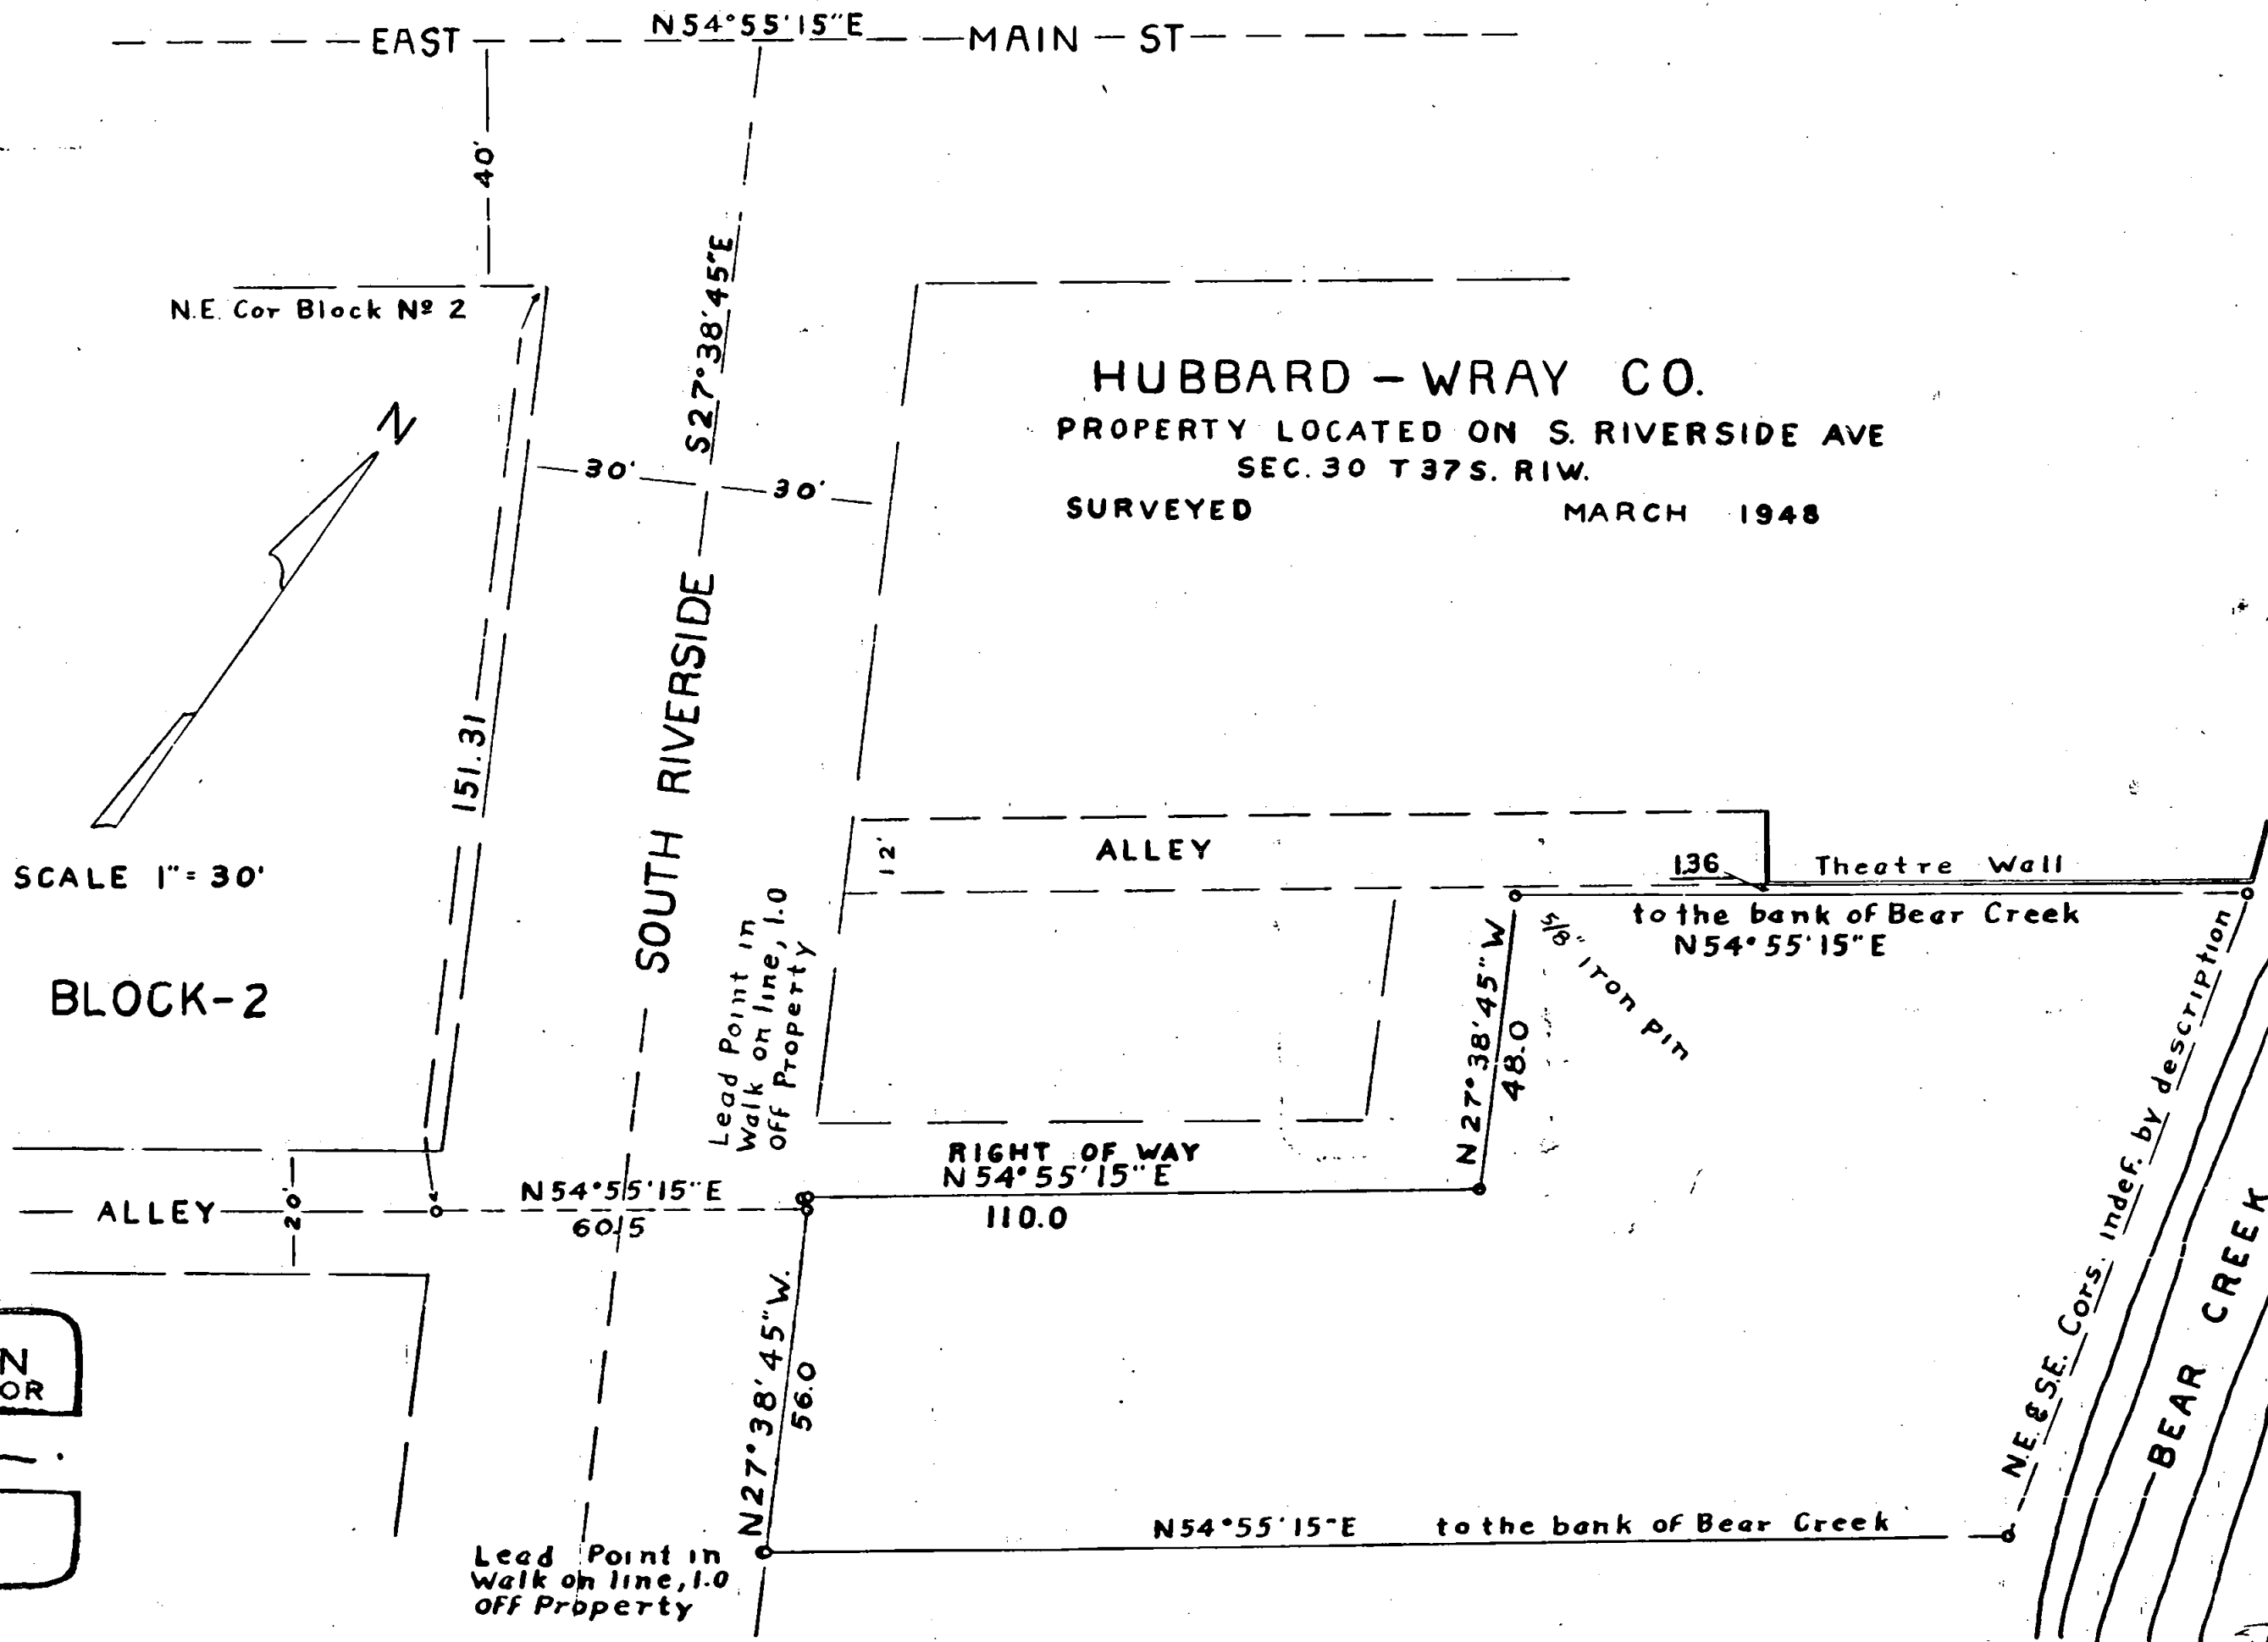 EAST N54°55'15"E MAIN ST
40'
S27°38'45"E
N.E. Cor Block Nº 2
N
HUBBARD – WRAY CO.
PROPERTY LOCATED ON S. RIVERSIDE AVE
SEC. 30 T37S. R1W.
SURVEYED MARCH 1948
30' 30'
151.31
SOUTH RIVERSIDE
SCALE 1"=30'
12'
ALLEY
1.36 Theatre Wall
to the bank of Bear Creek
N54°55'15"E
5/8" Iron Pin
BLOCK-2
Lead Point in
Walk on line, 1.0
off Property
N27°38'45"W
48.0
N.E. & S.E. Cors. Indef. by description
RIGHT OF WAY
N54°55'15"E
110.0
ALLEY
20'
N54°55'15"E
60.15
BEAR CREEK
N27°38'45"W.
56.0
N
OR
N54°55'15"E to the bank of Bear Creek
Lead Point in
Walk on line, 1.0
off Property